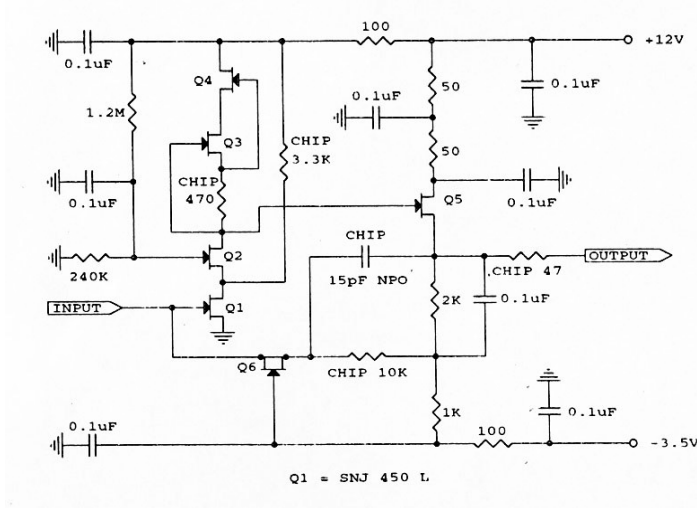 100
+12V
0.1uF
Q4
50
0.1uF
0.1uF
1.2M
Q3
CHIP
3.3K
50
CHIP
470
0.1uF
Q5
0.1uF
CHIP
Q2
OUTPUT
240K
15pF NPO
CHIP 47
INPUT
Q1
2K
0.1uF
Q6
CHIP 10K
0.1uF
1K
0.1uF
100
-3.5V
Q1 = SNJ 450 L